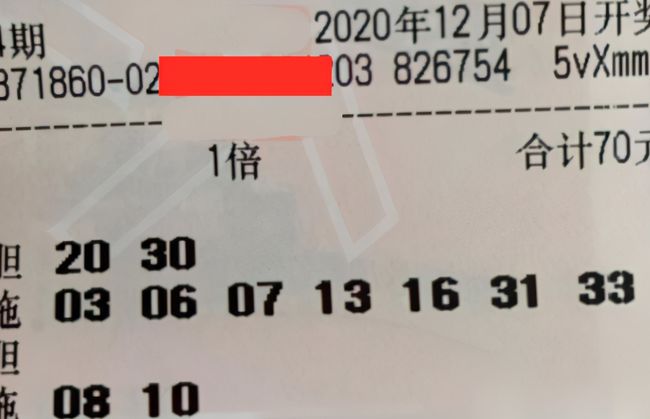 期 2020年12月07日开奖
871860-02 03 826754 5vXmm
1倍 合计70元
胆 20 30
拖 03 06 07 13 16 31 33
胆
拖 08 10